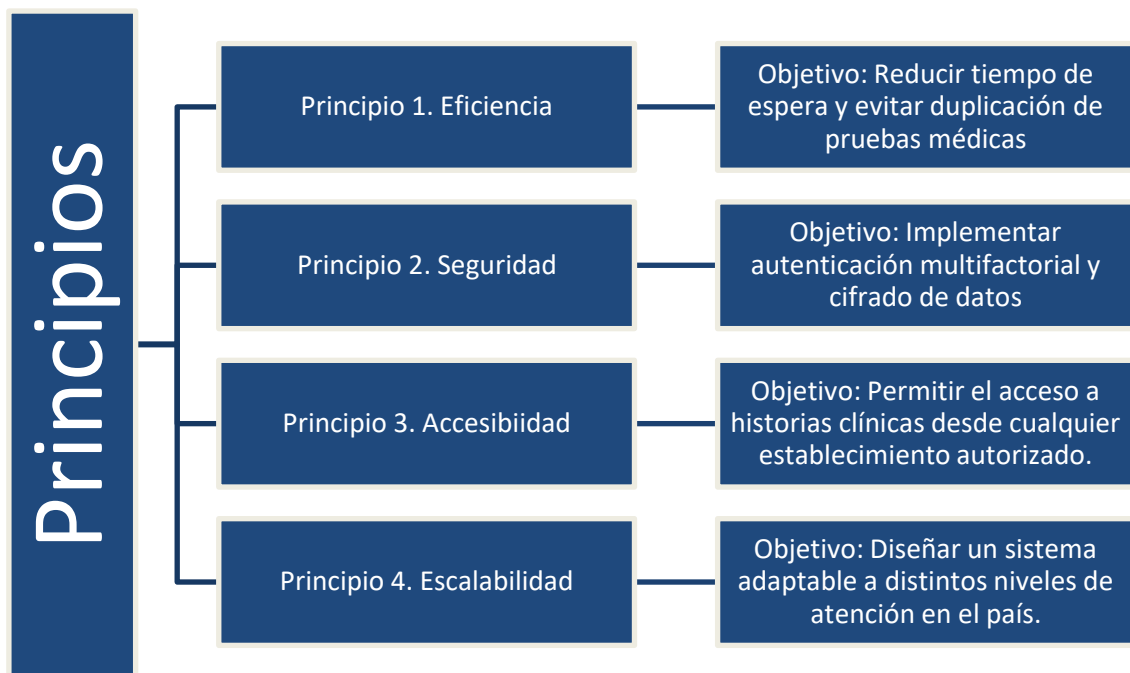 Principios
Principio 1. Eficiencia
Objetivo: Reducir tiempo de
espera y evitar duplicación de
pruebas médicas
Principio 2. Seguridad
Objetivo: Implementar
autenticación multifactorial y
cifrado de datos
Principio 3. Accesibiidad
Objetivo: Permitir el acceso a
historias clínicas desde cualquier
establecimiento autorizado.
Principio 4. Escalabilidad
Objetivo: Diseñar un sistema
adaptable a distintos niveles de
atención en el país.